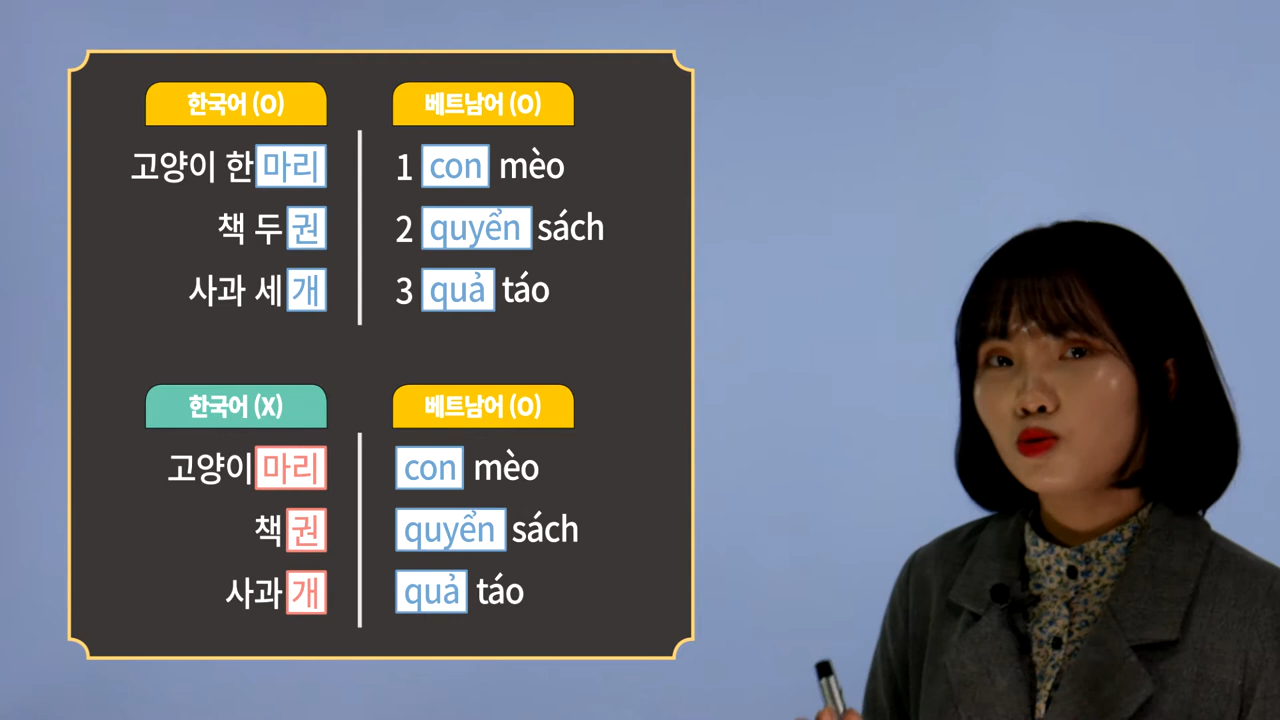 한국어 (O) 베트남어 (O)
고양이 한 마리 1 con mèo
책 두 권 2 quyển sách
사과 세 개 3 quả táo
한국어 (X) 베트남어 (O)
고양이 마리 con mèo
책 권 quyển sách
사과 개 quả táo